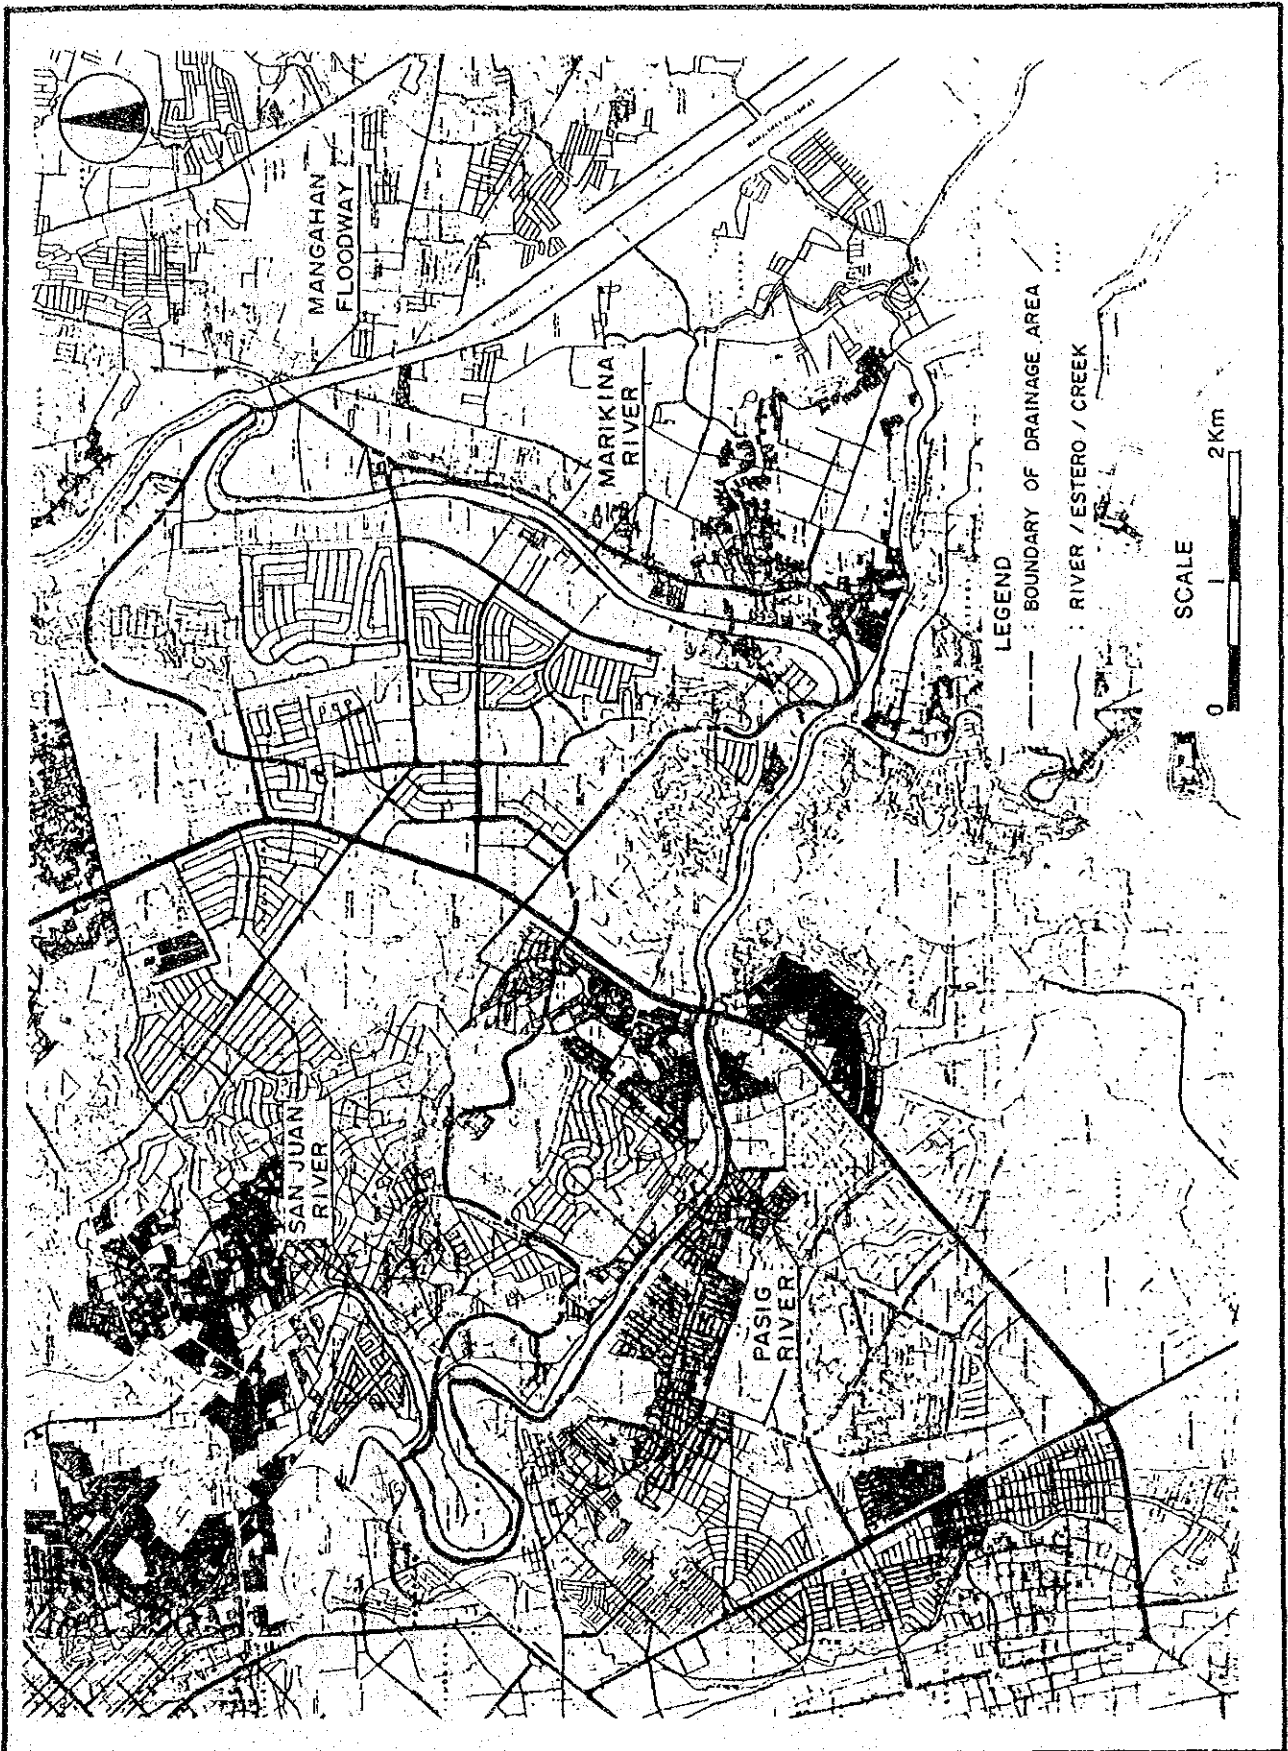 MANGAHAN
FLOODWAY
MARIKINA
RIVER
SAN JUAN
RIVER
PASIG
RIVER
LEGEND
: BOUNDARY OF DRAINAGE AREA
: RIVER / ESTERO / CREEK
SCALE
0 1 2Km